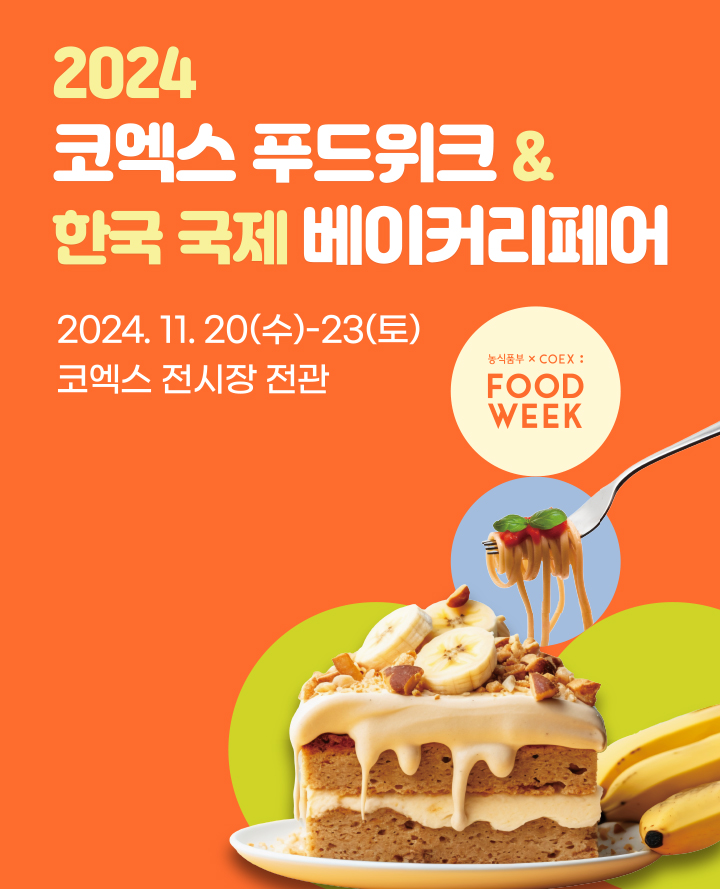 2024
코엑스 푸드위크 &
한국 국제 베이커리페어
2024. 11. 20(수)-23(토)
코엑스 전시장 전관
농식품부 × COEX :
FOOD
WEEK